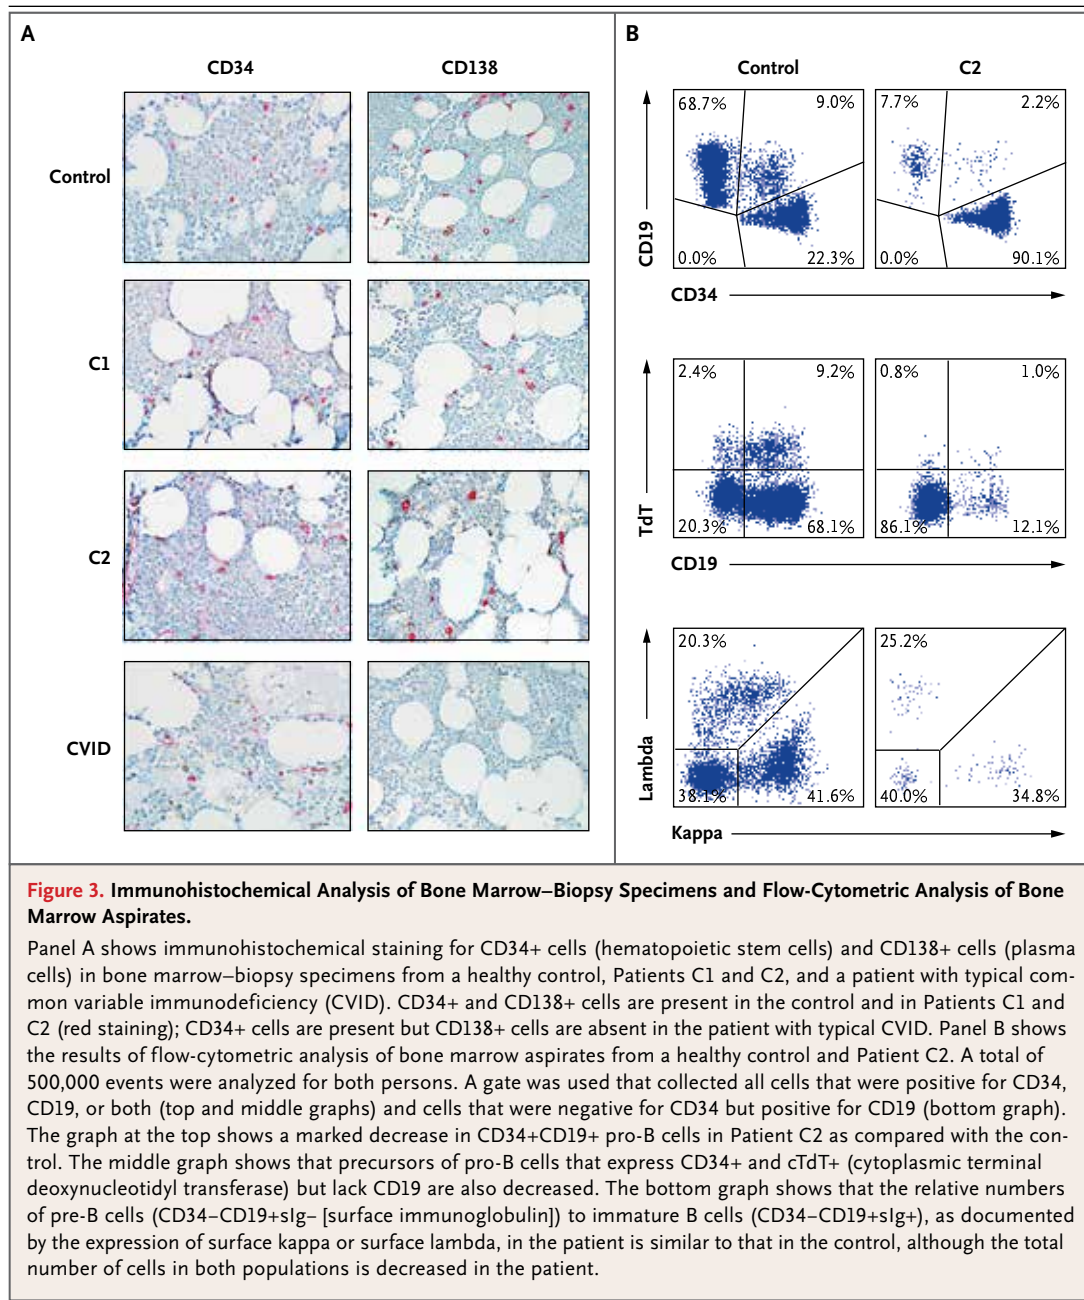 A
CD34
CD138
Control
C1
C2
CVID
B
Control
C2
68.7%
9.0%
0.0%
22.3%
7.7%
2.2%
0.0%
90.1%
CD19
CD34
2.4%
9.2%
20.3%
68.1%
0.8%
1.0%
86.1%
12.1%
TdT
CD19
20.3%
38.1%
41.6%
25.2%
40.0%
34.8%
Lambda
Kappa
Figure 3. Immunohistochemical Analysis of Bone Marrow–Biopsy Specimens and Flow-Cytometric Analysis of Bone
Marrow Aspirates.
Panel A shows immunohistochemical staining for CD34+ cells (hematopoietic stem cells) and CD138+ cells (plasma
cells) in bone marrow–biopsy specimens from a healthy control, Patients C1 and C2, and a patient with typical com-
mon variable immunodeficiency (CVID). CD34+ and CD138+ cells are present in the control and in Patients C1 and
C2 (red staining); CD34+ cells are present but CD138+ cells are absent in the patient with typical CVID. Panel B shows
the results of flow-cytometric analysis of bone marrow aspirates from a healthy control and Patient C2. A total of
500,000 events were analyzed for both persons. A gate was used that collected all cells that were positive for CD34,
CD19, or both (top and middle graphs) and cells that were negative for CD34 but positive for CD19 (bottom graph).
The graph at the top shows a marked decrease in CD34+CD19+ pro-B cells in Patient C2 as compared with the con-
trol. The middle graph shows that precursors of pro-B cells that express CD34+ and cTdT+ (cytoplasmic terminal
deoxynucleotidyl transferase) but lack CD19 are also decreased. The bottom graph shows that the relative numbers
of pre-B cells (CD34–CD19+sIg– [surface immunoglobulin]) to immature B cells (CD34–CD19+sIg+), as documented
by the expression of surface kappa or surface lambda, in the patient is similar to that in the control, although the total
number of cells in both populations is decreased in the patient.